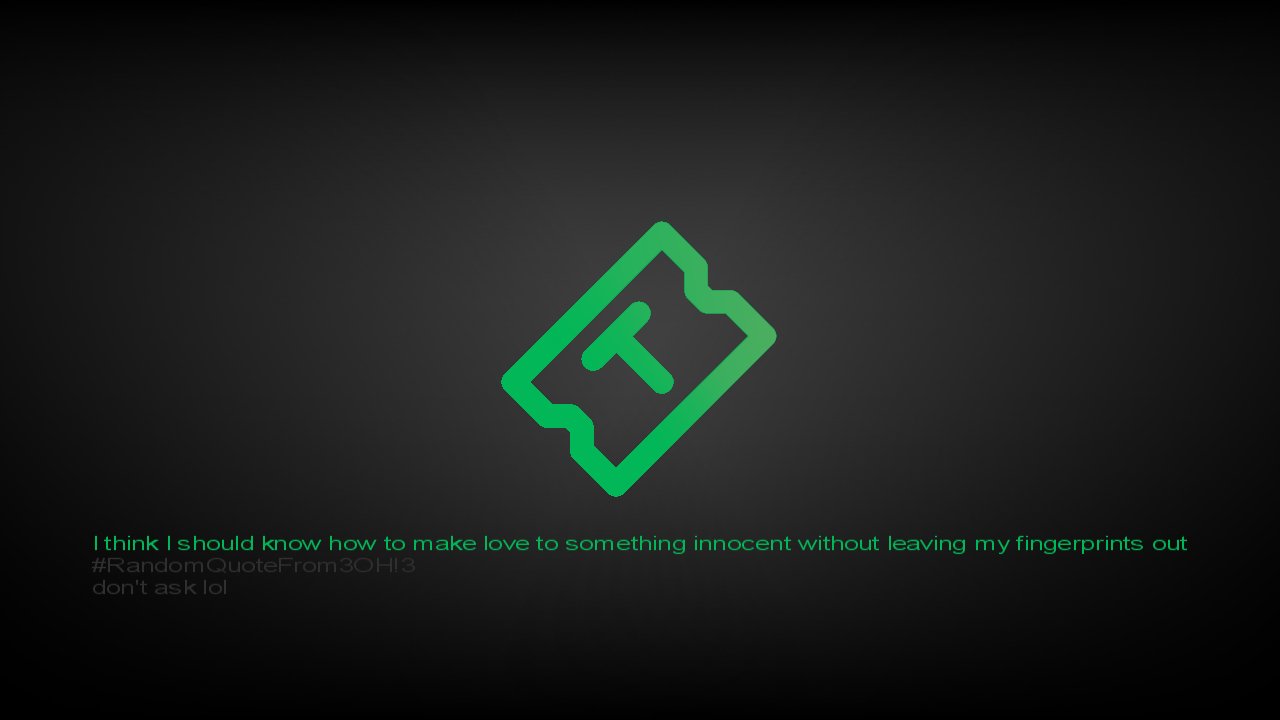 T
I think I should know how to make love to something innocent without leaving my fingerprints out
#RandomQuoteFrom3OH!3
don't ask lol